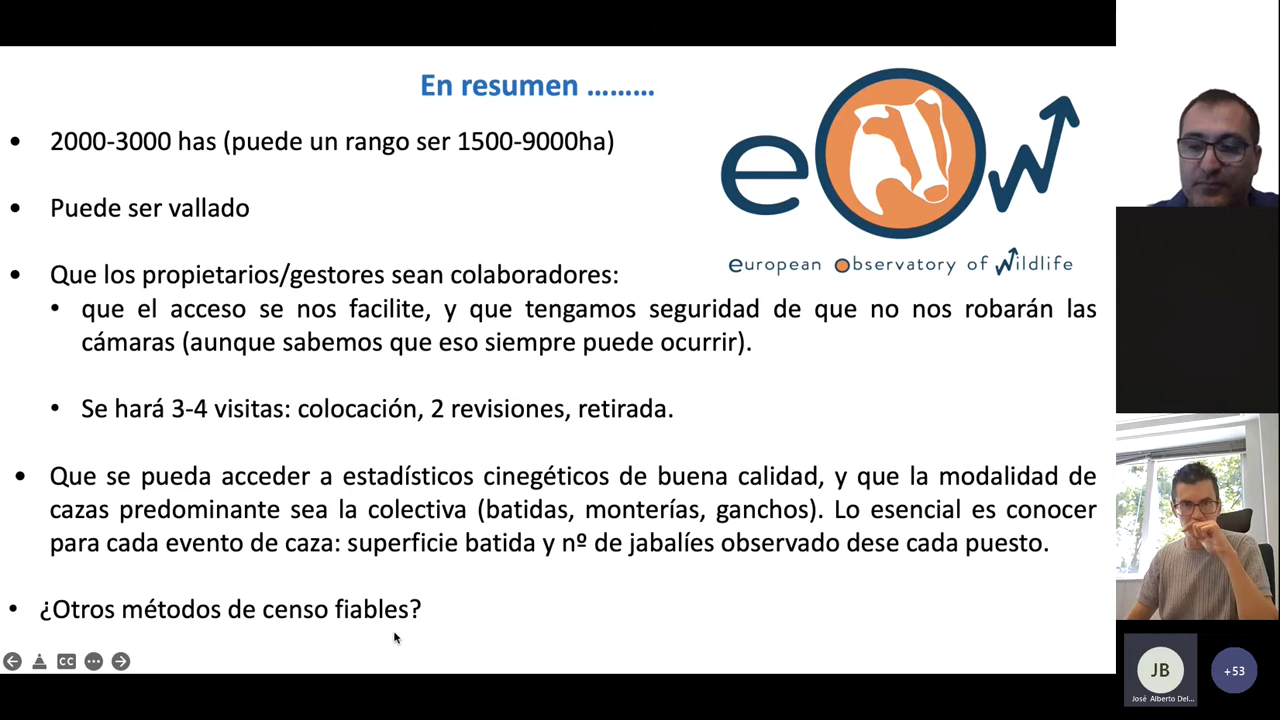 En resumen .........
2000-3000 has (puede un rango ser 1500-9000ha)
Puede ser vallado
Que los propietarios/gestores sean colaboradores:
que el acceso se nos facilite, y que tengamos seguridad de que no nos robarán las
cámaras (aunque sabemos que eso siempre puede ocurrir).
Se hará 3-4 visitas: colocación, 2 revisiones, retirada.
Que se pueda acceder a estadísticos cinegéticos de buena calidad, y que la modalidad de
cazas predominante sea la colectiva (batidas, monterías, ganchos). Lo esencial es conocer
para cada evento de caza: superficie batida y nº de jabalíes observado dese cada puesto.
¿Otros métodos de censo fiables?
eow
european observatory of wildlife
CC
JB
José Alberto Del...
+53